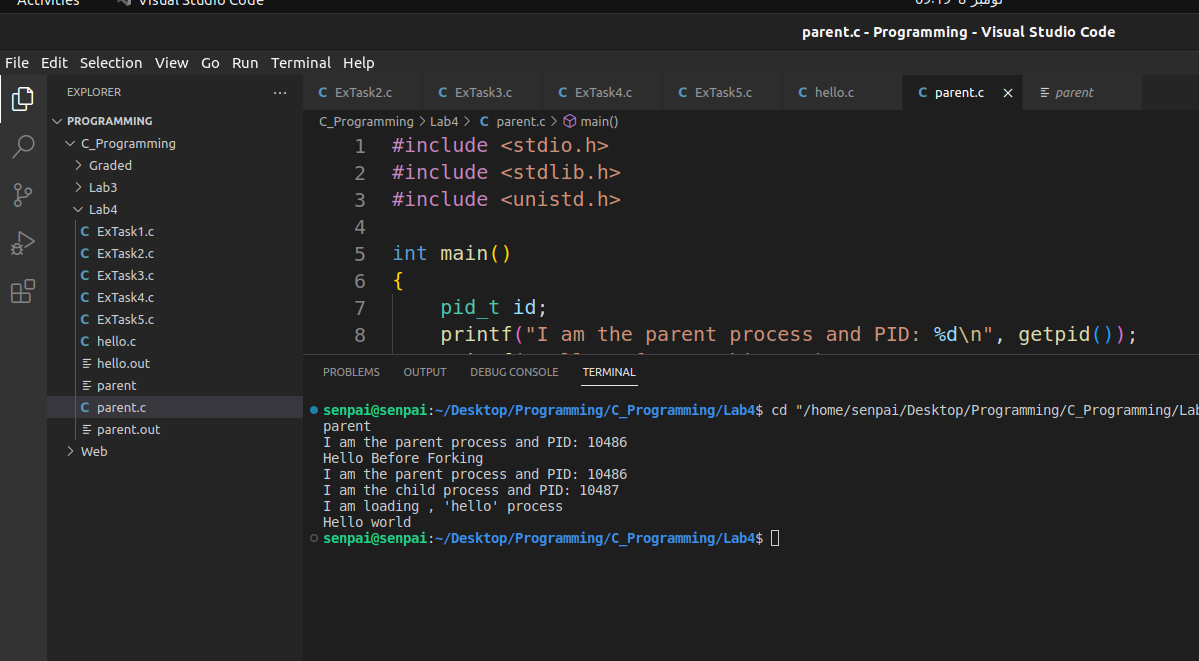 Activities
Visual Studio Code
نومبر 8 09:19
parent.c - Programming - Visual Studio Code
File Edit Selection View Go Run Terminal Help
EXPLORER
PROGRAMMING
C_Programming
Graded
Lab3
Lab4
C ExTask1.c
C ExTask2.c
C ExTask3.c
C ExTask4.c
C ExTask5.c
C hello.c
hello.out
parent
C parent.c
parent.out
Web
C ExTask2.c C ExTask3.c C ExTask4.c C ExTask5.c C hello.c C parent.c parent
C_Programming > Lab4 > C parent.c > main()
1 #include <stdio.h>
2 #include <stdlib.h>
3 #include <unistd.h>
4
5 int main()
6 {
7 pid_t id;
8 printf("I am the parent process and PID: %d\n", getpid());
PROBLEMS OUTPUT DEBUG CONSOLE TERMINAL
senpai@senpai:~/Desktop/Programming/C_Programming/Lab4$ cd "/home/senpai/Desktop/Programming/C_Programming/Lab
parent
I am the parent process and PID: 10486
Hello Before Forking
I am the parent process and PID: 10486
I am the child process and PID: 10487
I am loading , 'hello' process
Hello world
senpai@senpai:~/Desktop/Programming/C_Programming/Lab4$